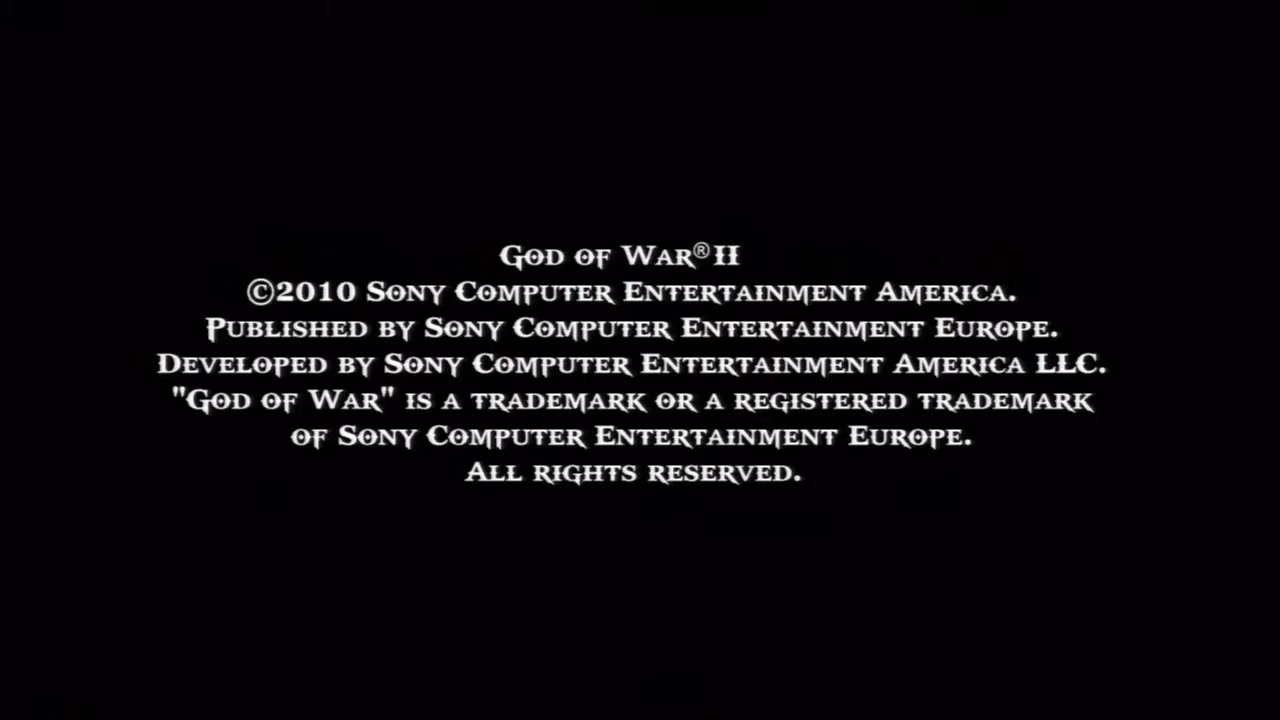 God of War®II
©2010 Sony Computer Entertainment America.
Published by Sony Computer Entertainment Europe.
Developed by Sony Computer Entertainment America LLC.
"God of War" is a trademark or a registered trademark
of Sony Computer Entertainment Europe.
All rights reserved.